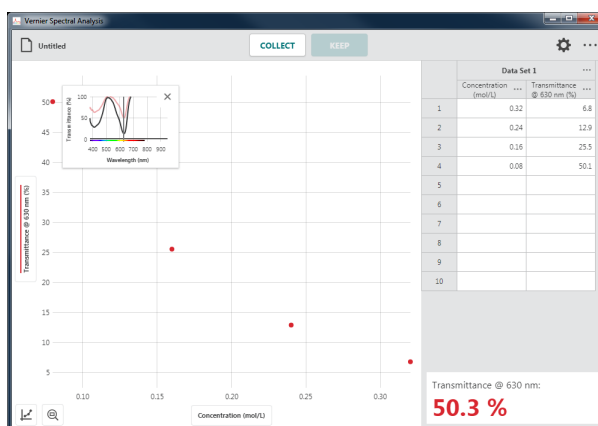 Vernier Spectral Analysis
Untitled
COLLECT
KEEP
Data Set 1
Concentration (mol/L)
Transmittance @ 630 nm (%)
1 0.32 6.8
2 0.24 12.9
3 0.16 25.5
4 0.08 50.1
5
6
7
8
9
10
Transmittance @ 630 nm:
50.3 %
Transmittance (%)
100
50
0
400 500 600 700 800 900
Wavelength (nm)
Transmittance @ 630 nm (%)
50
40
35
30
25
20
15
10
5
0.10 0.15 0.20 0.25 0.30
Concentration (mol/L)